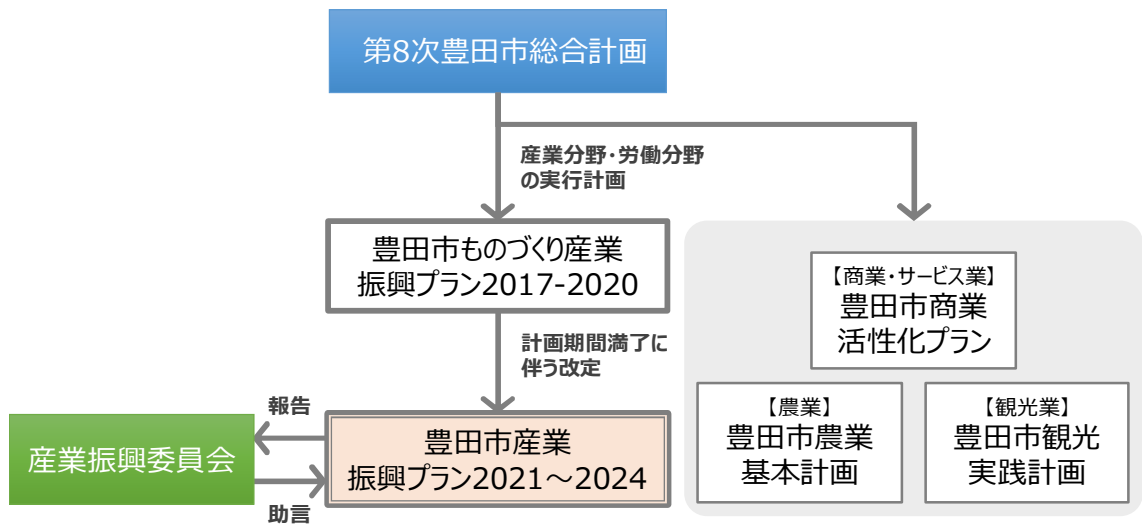 第8次豊田市総合計画
産業分野・労働分野
の実行計画
豊田市ものづくり産業
振興プラン2017-2020
計画期間満了に
伴う改定
報告
産業振興委員会
助言
豊田市産業
振興プラン2021～2024
【商業・サービス業】
豊田市商業
活性化プラン
【農業】
豊田市農業
基本計画
【観光業】
豊田市観光
実践計画